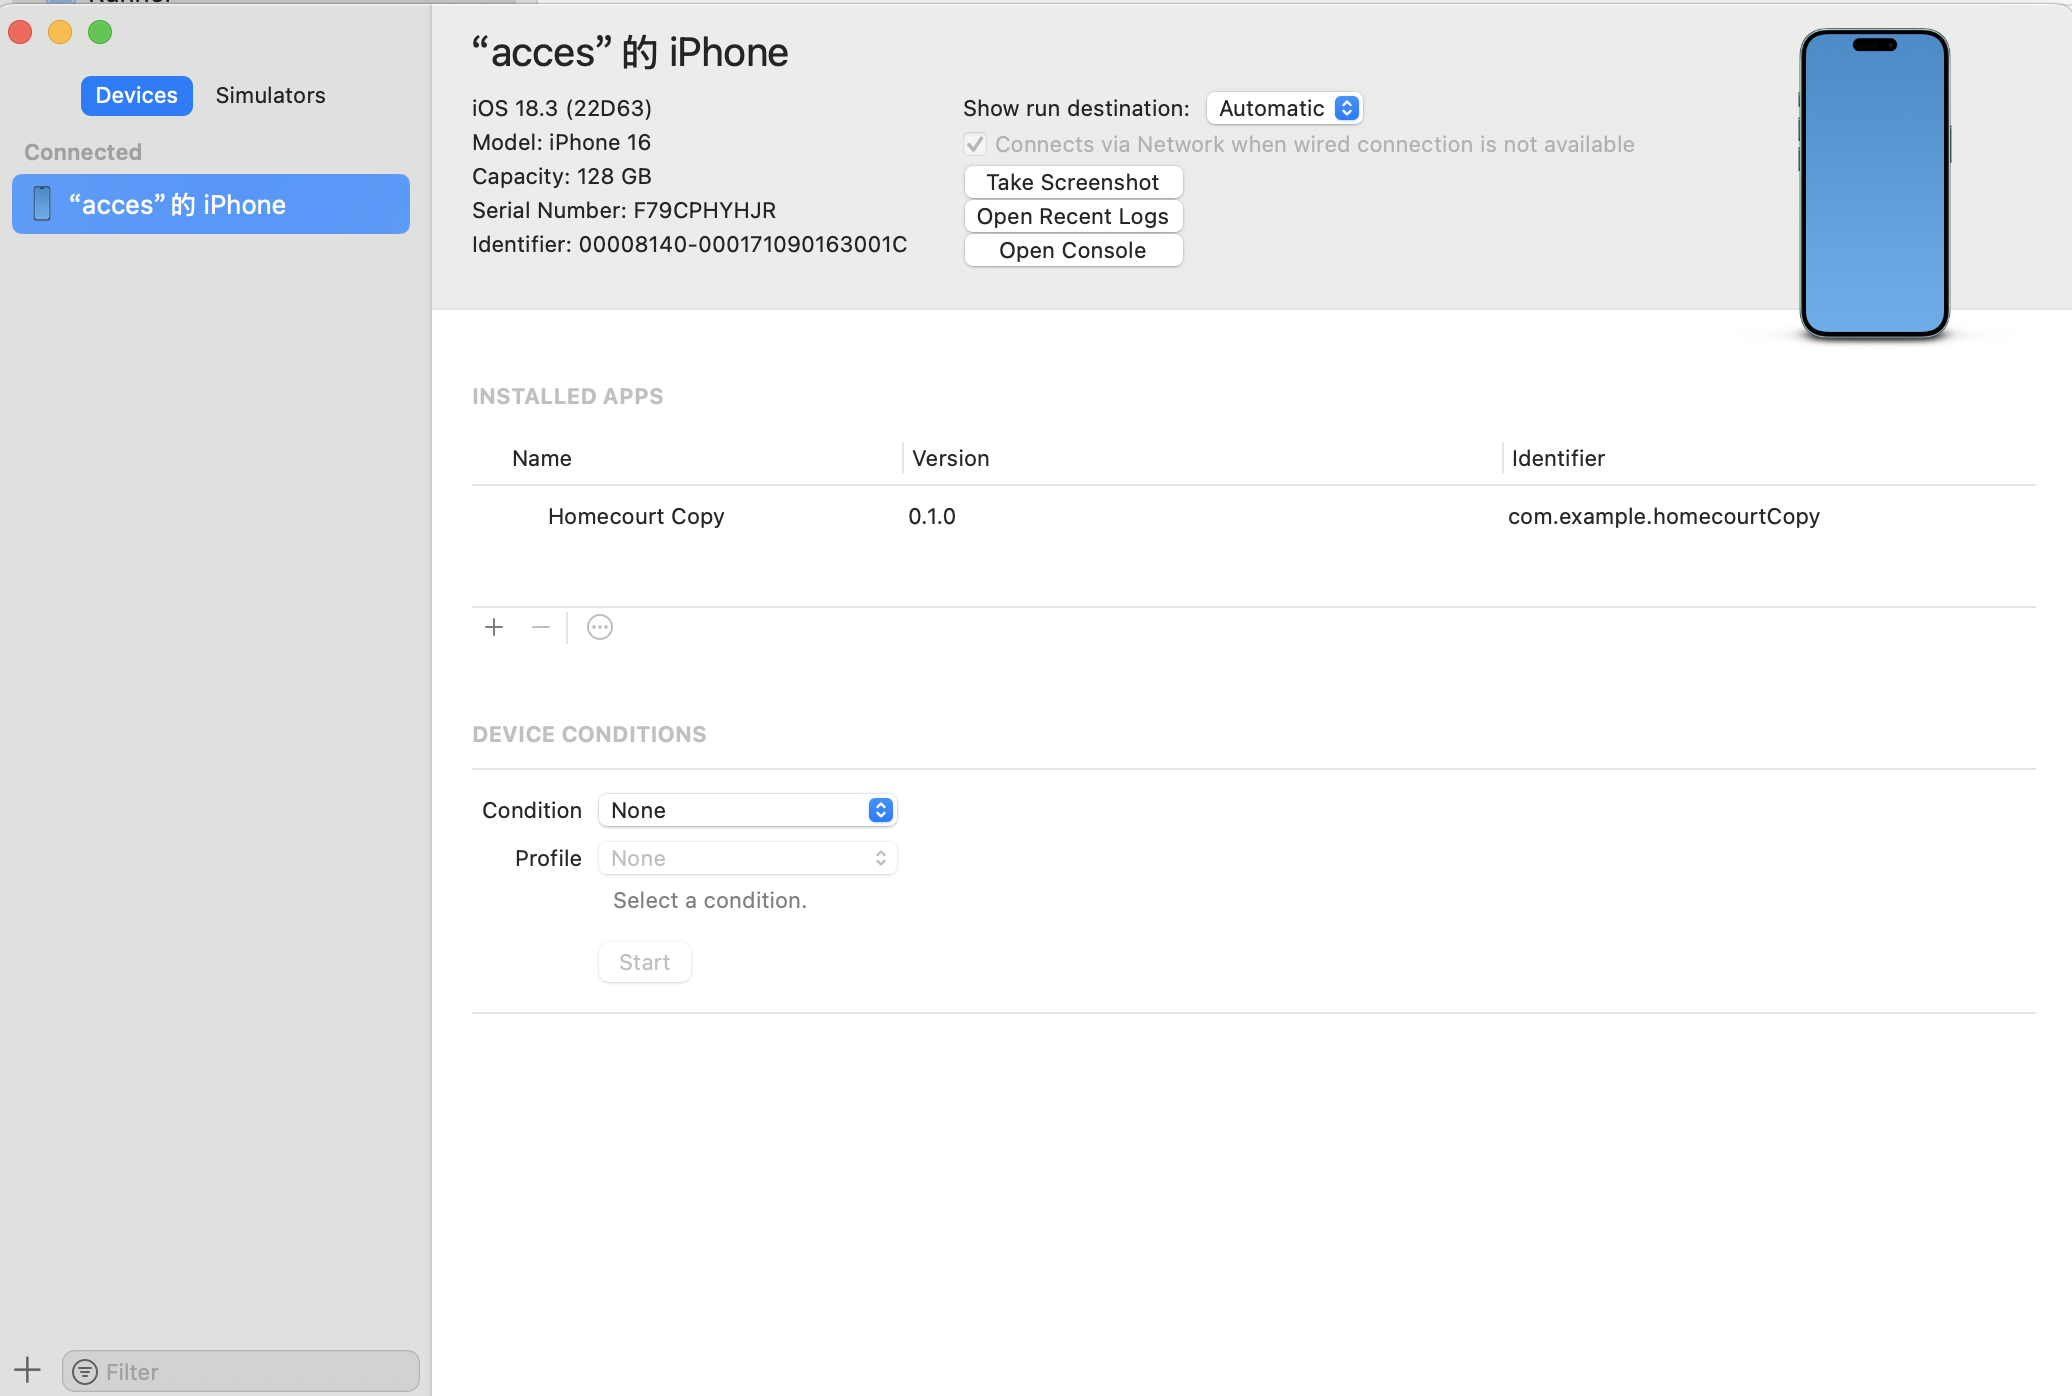 Devices Simulators
Connected
“acces” 的 iPhone
Filter
“acces” 的 iPhone
iOS 18.3 (22D63)
Model: iPhone 16
Capacity: 128 GB
Serial Number: F79CPHYHJR
Identifier: 00008140-000171090163001C
Show run destination: Automatic
Connects via Network when wired connection is not available
Take Screenshot
Open Recent Logs
Open Console
INSTALLED APPS
Name Version Identifier
Homecourt Copy 0.1.0 com.example.homecourtCopy
DEVICE CONDITIONS
Condition None
Profile None
Select a condition.
Start